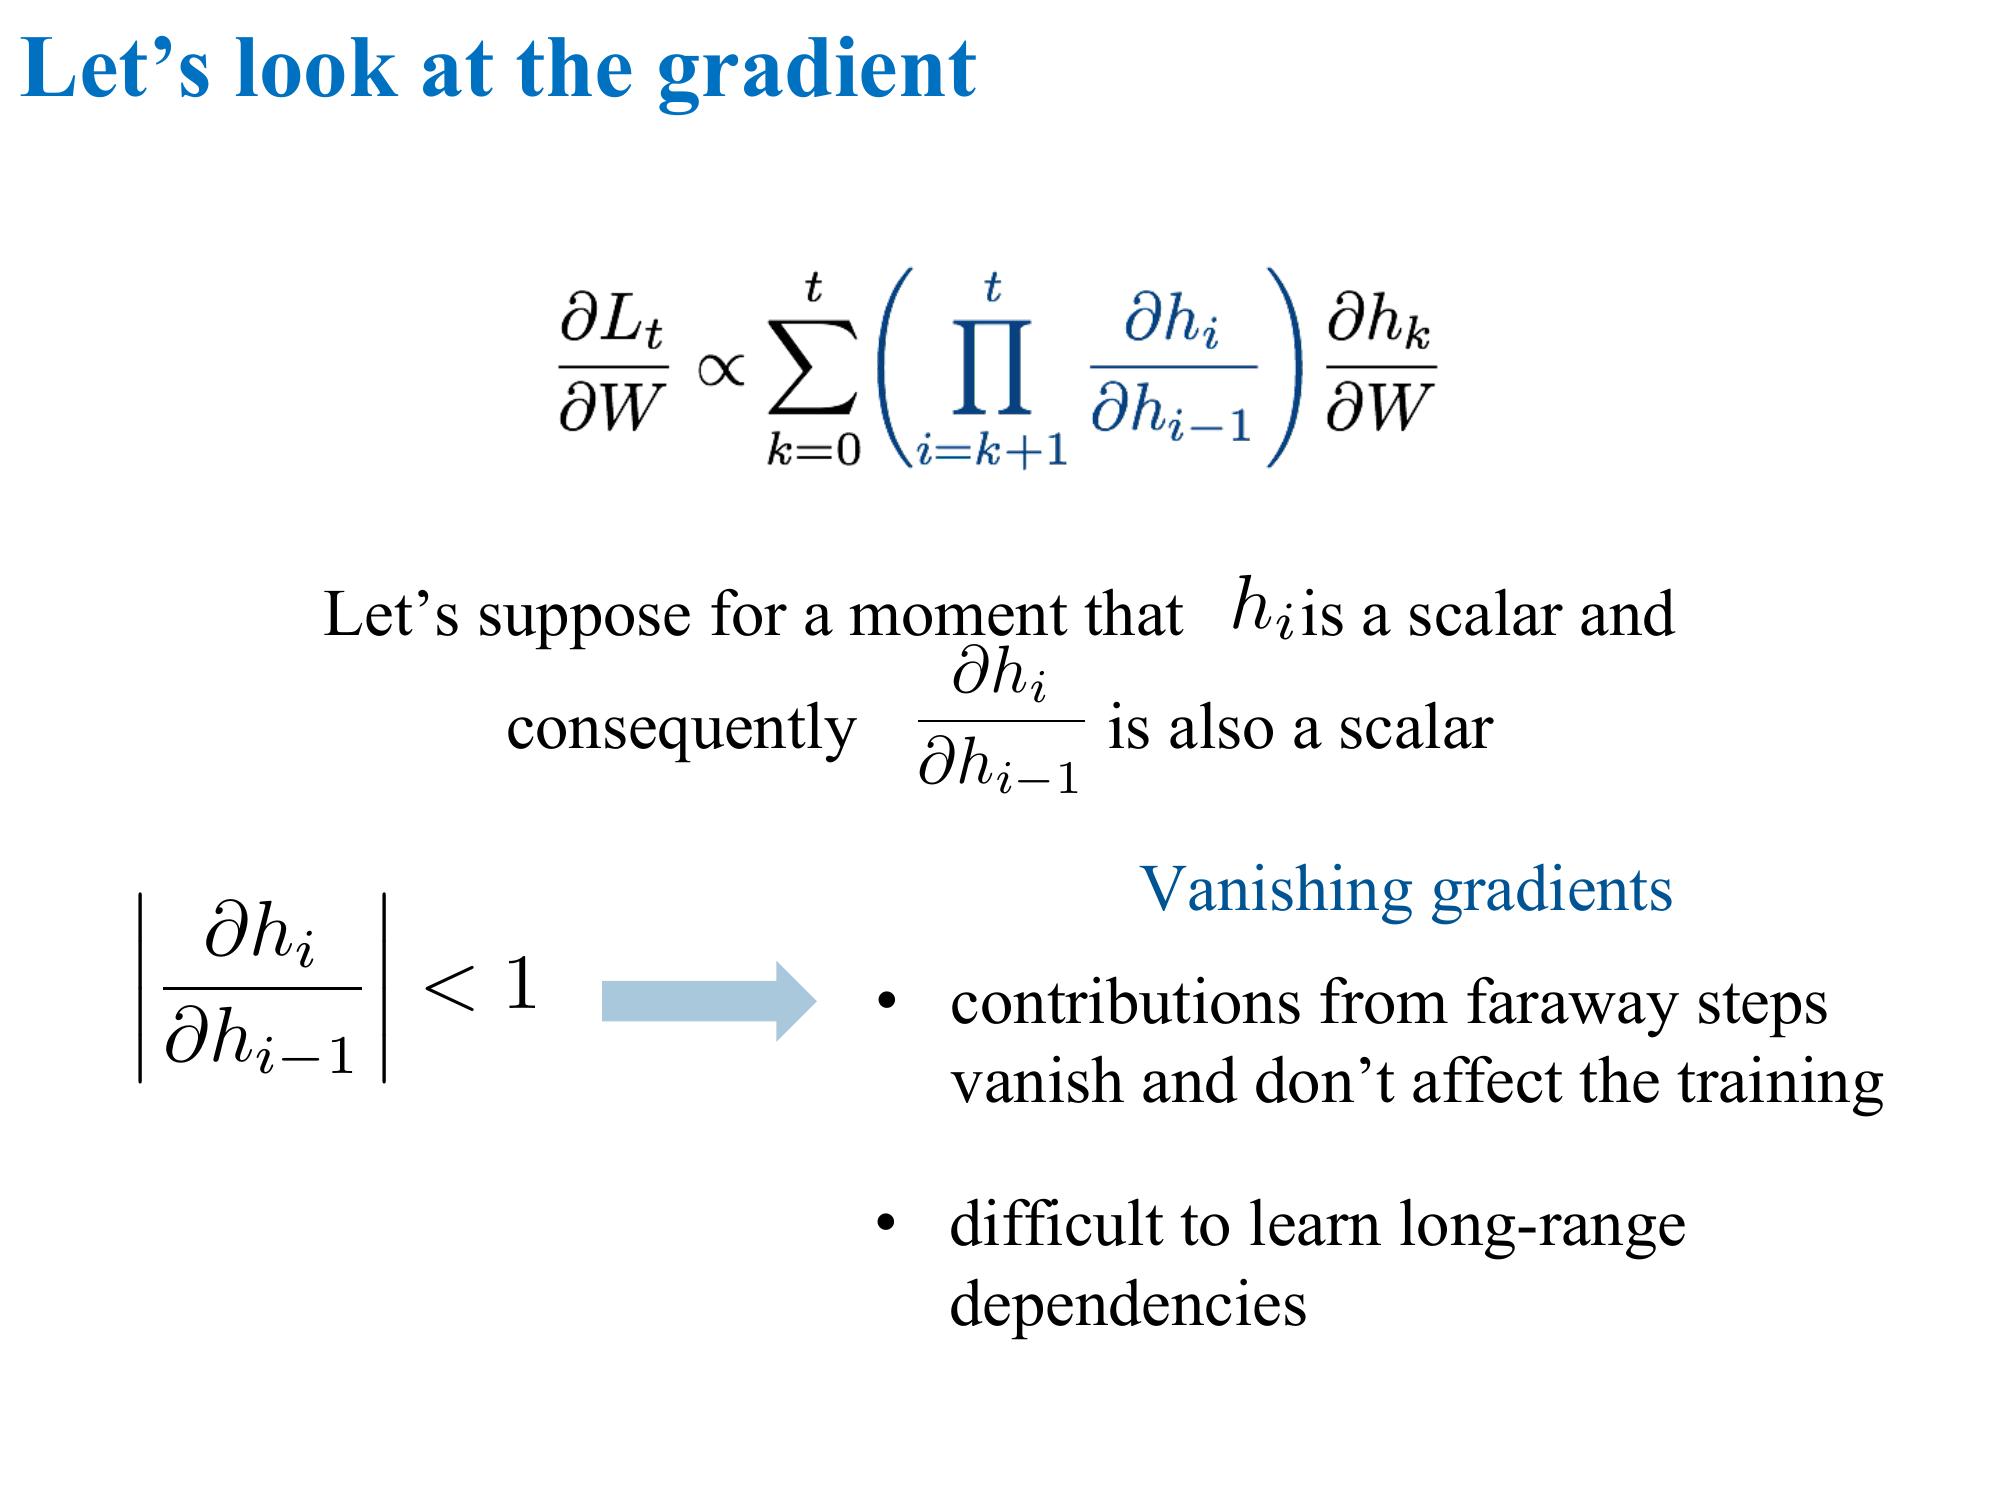 Let’s look at the gradient
$\frac{\partial L_t}{\partial W} \propto \sum_{k=0}^{t} \left( \prod_{i=k+1}^{t} \frac{\partial h_i}{\partial h_{i-1}} \right) \frac{\partial h_k}{\partial W}$
Let’s suppose for a moment that $h_i$ is a scalar and
consequently $\frac{\partial h_i}{\partial h_{i-1}}$ is also a scalar
$\left| \frac{\partial h_i}{\partial h_{i-1}} \right| < 1$
Vanishing gradients
• contributions from faraway steps
vanish and don’t affect the training
• difficult to learn long-range
dependencies